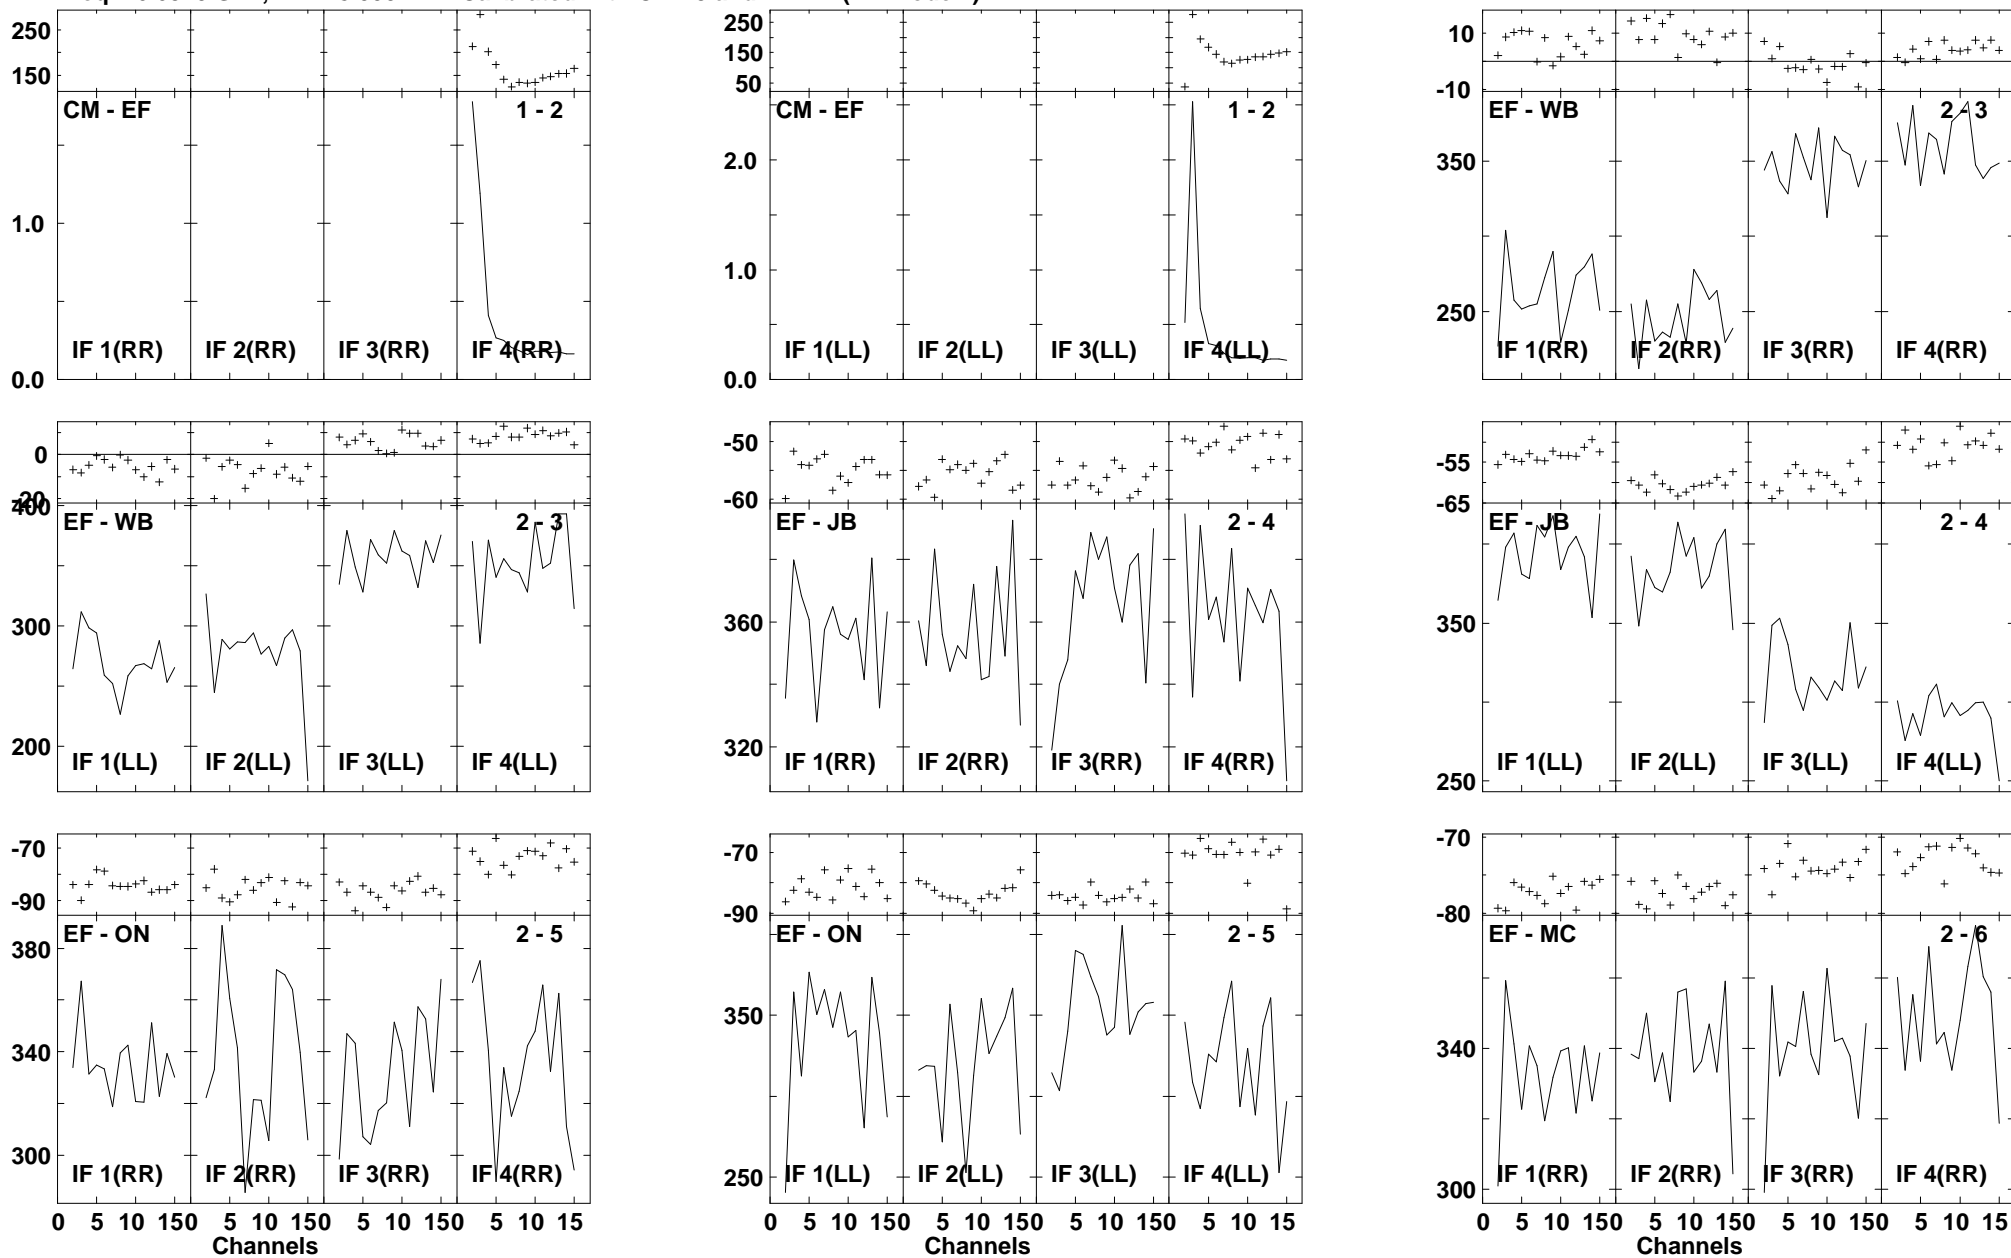 250 250 10
150 150
50 -10
CM - EF 1 - 2 CM - EF 1 - 2 EF - WB 2 - 3
2.0 350
1.0 1.0 250
IF 1(RR) IF 2(RR) IF 3(RR) IF 4(RR) IF 1(LL) IF 2(LL) IF 3(LL) IF 4(LL) IF 1(RR) IF 2(RR) IF 3(RR) IF 4(RR)
0.0 0.0
0 -50 -55
20 -60 -65
400
EF - WB 2 - 3 EF - JB 2 - 4 EF - JB 2 - 4
300 360 350
200 320 250
IF 1(LL) IF 2(LL) IF 3(LL) IF 4(LL) IF 1(RR) IF 2(RR) IF 3(RR) IF 4(RR) IF 1(LL) IF 2(LL) IF 3(LL) IF 4(LL)
-70 -70 -70
-90 -90 -80
EF - ON 2 - 5 EF - ON 2 - 5 EF - MC 2 - 6
380
340 350 340
300 250 300
IF 1(RR) IF 2(RR) IF 3(RR) IF 4(RR) IF 1(LL) IF 2(LL) IF 3(LL) IF 4(LL) IF 1(RR) IF 2(RR) IF 3(RR) IF 4(RR)
0 5 10 150 5 10 150 5 10 150 5 10 15 0 5 10 150 5 10 150 5 10 150 5 10 15 0 5 10 150 5 10 150 5 10 150 5 10 15
Channels Channels Channels